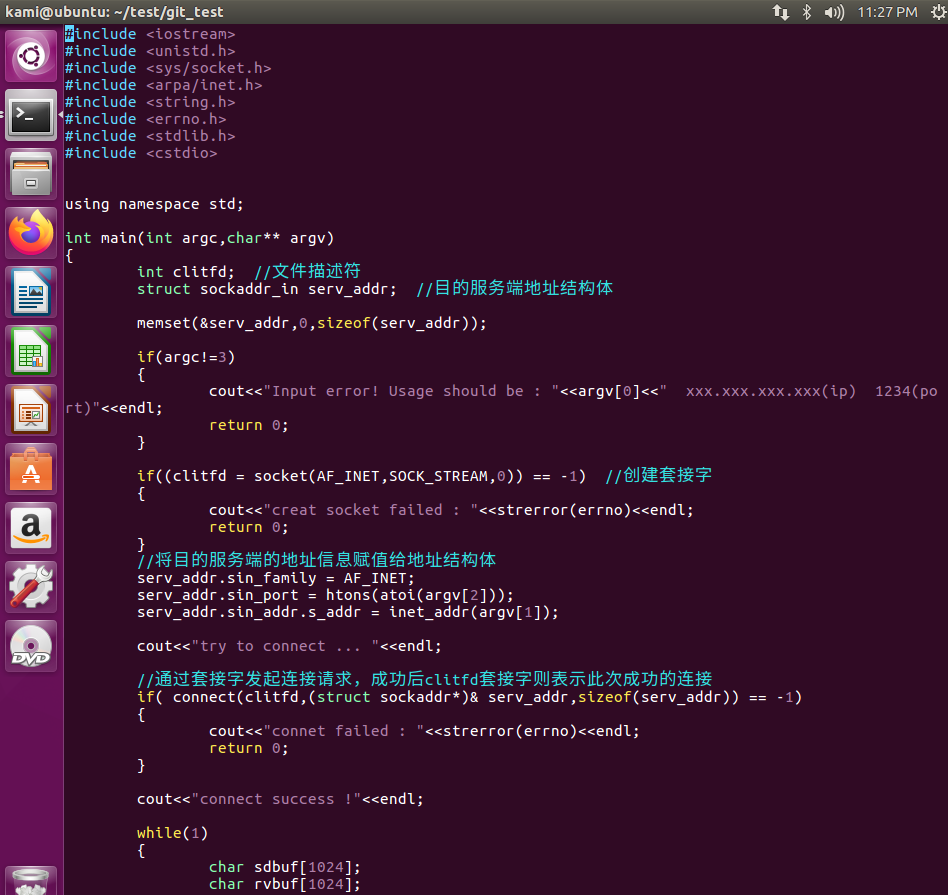 kami@ubuntu: ~/test/git_test
11:27 PM
#include <iostream>
#include <unistd.h>
#include <sys/socket.h>
#include <arpa/inet.h>
#include <string.h>
#include <errno.h>
#include <stdlib.h>
#include <cstdio>
using namespace std;
int main(int argc,char** argv)
{
int clitfd;  //文件描述符
struct sockaddr_in serv_addr;  //目的服务端地址结构体
memset(&serv_addr,0,sizeof(serv_addr));
if(argc!=3)
{
cout<<"Input error! Usage should be : "<<argv[0]<<"  xxx.xxx.xxx.xxx(ip)  1234(po
rt)"<<endl;
return 0;
}
if((clitfd = socket(AF_INET,SOCK_STREAM,0)) == -1)  //创建套接字
{
cout<<"creat socket failed : "<<strerror(errno)<<endl;
return 0;
}
//将目的服务端的地址信息赋值给地址结构体
serv_addr.sin_family = AF_INET;
serv_addr.sin_port = htons(atoi(argv[2]));
serv_addr.sin_addr.s_addr = inet_addr(argv[1]);
cout<<"try to connect ... "<<endl;
//通过套接字发起连接请求，成功后clitfd套接字则表示此次成功的连接
if( connect(clitfd,(struct sockaddr*)& serv_addr,sizeof(serv_addr)) == -1)
{
cout<<"connet failed : "<<strerror(errno)<<endl;
return 0;
}
cout<<"connect success !"<<endl;
while(1)
{
char sdbuf[1024];
char rvbuf[1024];
>_
A
a
DVD